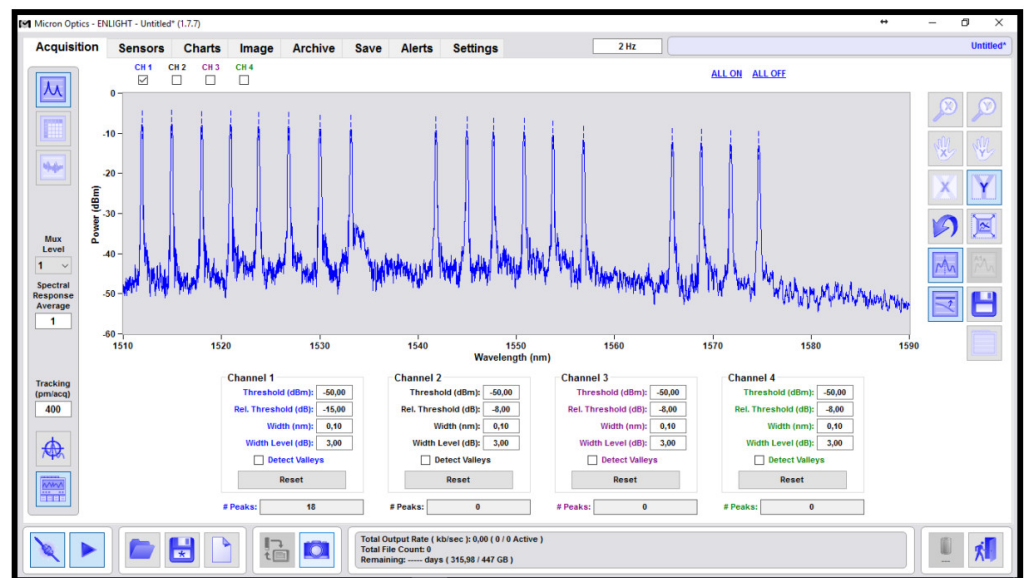 Micron Optics - ENLIGHT - Untitled* (1.7.7)
Acquisition Sensors Charts Image Archive Save Alerts Settings 2 Hz Untitled*
CH 1 CH 2 CH 3 CH 4 ALL ON ALL OFF
0
-10
-20
-30
-40
-50
-60
Power (dBm)
1510 1520 1530 1540 1550 1560 1570 1580 1590
Wavelength (nm)
Mux
Level
1
Spectral
Response
Average
1
Tracking
(pm/acq)
400
X Y
X Y
X Y
Channel 1
Threshold (dBm): -50,00
Rel. Threshold (dB): -15,00
Width (nm): 0,10
Width Level (dB): 3,00
Detect Valleys
Reset
# Peaks: 18
Channel 2
Threshold (dBm): -50,00
Rel. Threshold (dB): -8,00
Width (nm): 0,10
Width Level (dB): 3,00
Detect Valleys
Reset
# Peaks: 0
Channel 3
Threshold (dBm): -50,00
Rel. Threshold (dB): -8,00
Width (nm): 0,10
Width Level (dB): 3,00
Detect Valleys
Reset
# Peaks: 0
Channel 4
Threshold (dBm): -50,00
Rel. Threshold (dB): -8,00
Width (nm): 0,10
Width Level (dB): 3,00
Detect Valleys
Reset
# Peaks: 0
Total Output Rate ( kb/sec ): 0,00 ( 0 / 0 Active )
Total File Count: 0
Remaining: ----- days ( 315,98 / 447 GB )